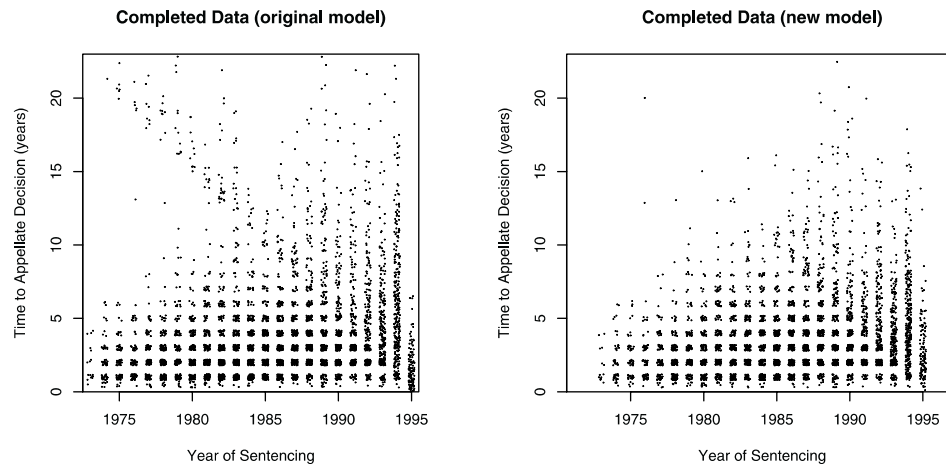 Completed Data (original model)
Time to Appellate Decision (years)
20
15
10
5
0
1975 1980 1985 1990 1995
Year of Sentencing
Completed Data (new model)
Time to Appellate Decision (years)
20
15
10
5
0
1975 1980 1985 1990 1995
Year of Sentencing